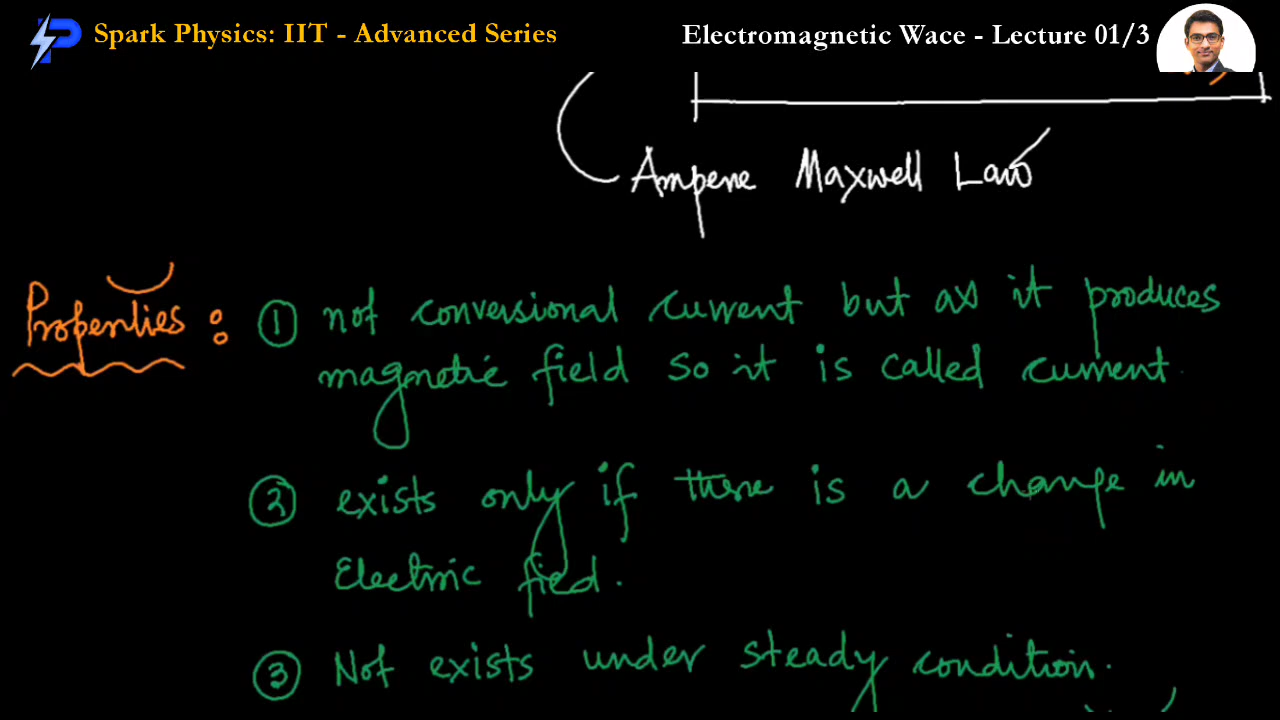 Spark Physics: IIT - Advanced Series
Electromagnetic Wace - Lecture 01/3
Ampere Maxwell Law
Properties :
① not conversional current but as it produces
magnetic field so it is called current.
② exists only if there is a change in
Electric field.
③ Not exists under steady condition.